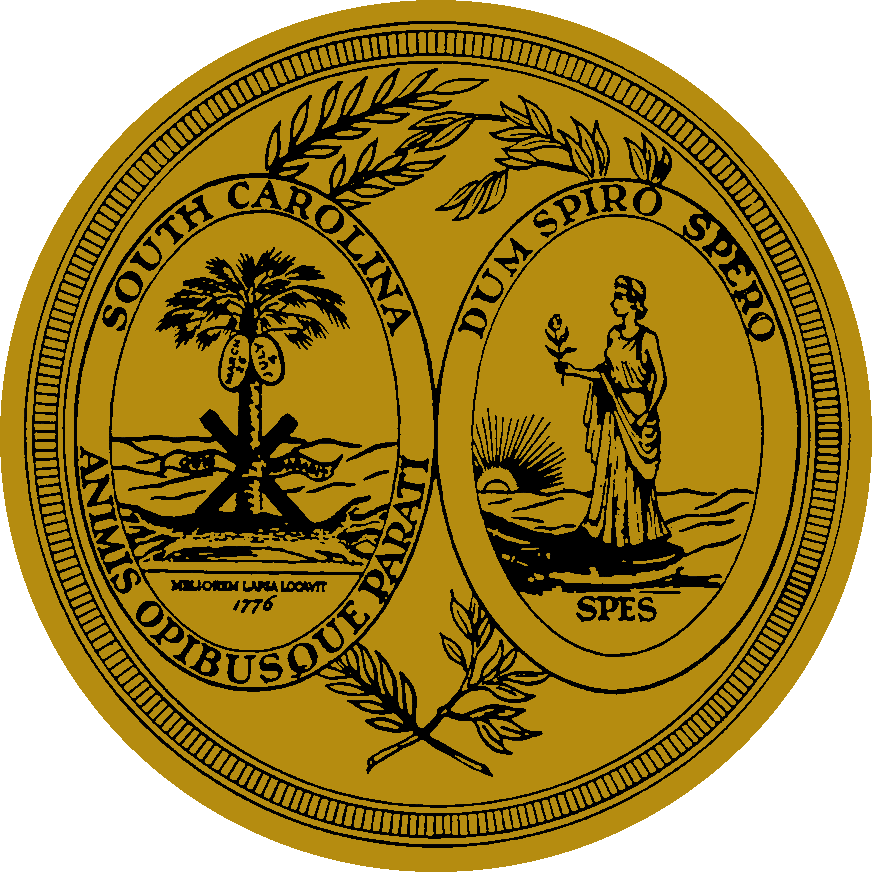 SOUTH CAROLINA
MELIOREM LAPSA LOCAVIT
1776
ANIMIS OPIBUSQUE PARATI
DUM SPIRO SPERO
SPES